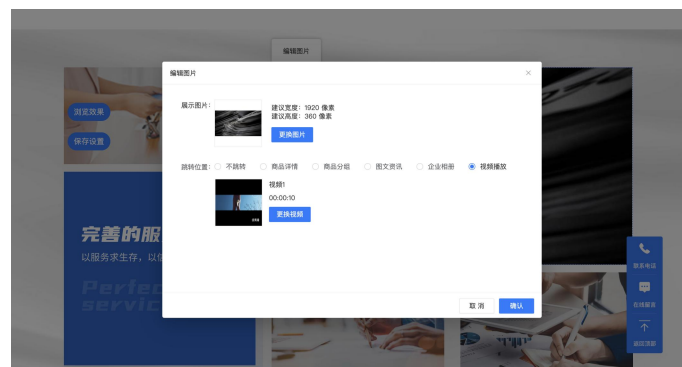 编辑图片
编辑图片
展示图片:
建议宽度: 1920 像素
建议高度: 360 像素
更换图片
浏览效果
保存设置
跳转位置: 不跳转 商品详情 商品分组 图文资讯 企业相册 视频播放
视频1
00:00:10
更换视频
完善的服
以服务求生存，以信
Perfec
servic
联系电话
在线留言
返回顶部
取 消 确认